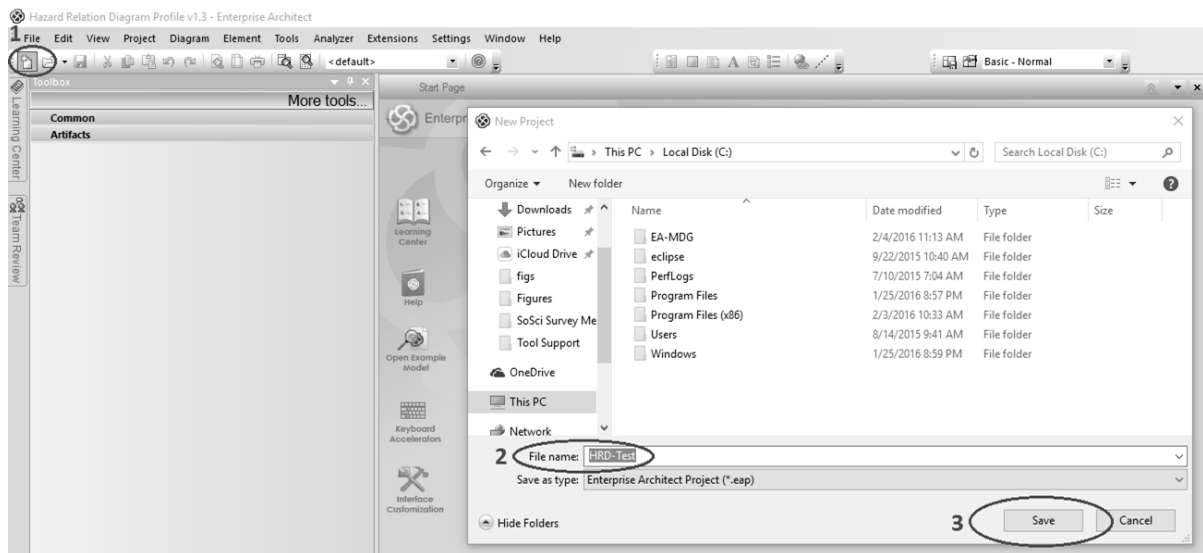 Hazard Relation Diagram Profile v1.3 - Enterprise Architect
1
File Edit View Project Diagram Element Tools Analyzer Extensions Settings Window Help
<default> Basic - Normal
Toolbox
More tools...
Common
Artifacts
Learning Center
Team Review
Start Page
Enterpr
Learning
Center
Help
Open Example
Model
Keyboard
Accelerators
Interface
Customization
New Project
This PC > Local Disk (C:) Search Local Disk (C:)
Organize New folder
Name Date modified Type Size
Downloads
Pictures
iCloud Drive
figs
Figures
SoSci Survey Me
Tool Support
OneDrive
This PC
Network
EA-MDG 2/4/2016 11:13 AM File folder
eclipse 9/22/2015 10:40 AM File folder
PerfLogs 7/10/2015 7:04 AM File folder
Program Files 1/25/2016 8:57 PM File folder
Program Files (x86) 2/3/2016 10:33 AM File folder
Users 8/14/2015 9:41 AM File folder
Windows 1/25/2016 8:59 PM File folder
2 File name: HRD-Test
Save as type: Enterprise Architect Project (*.eap)
Hide Folders 3 Save Cancel